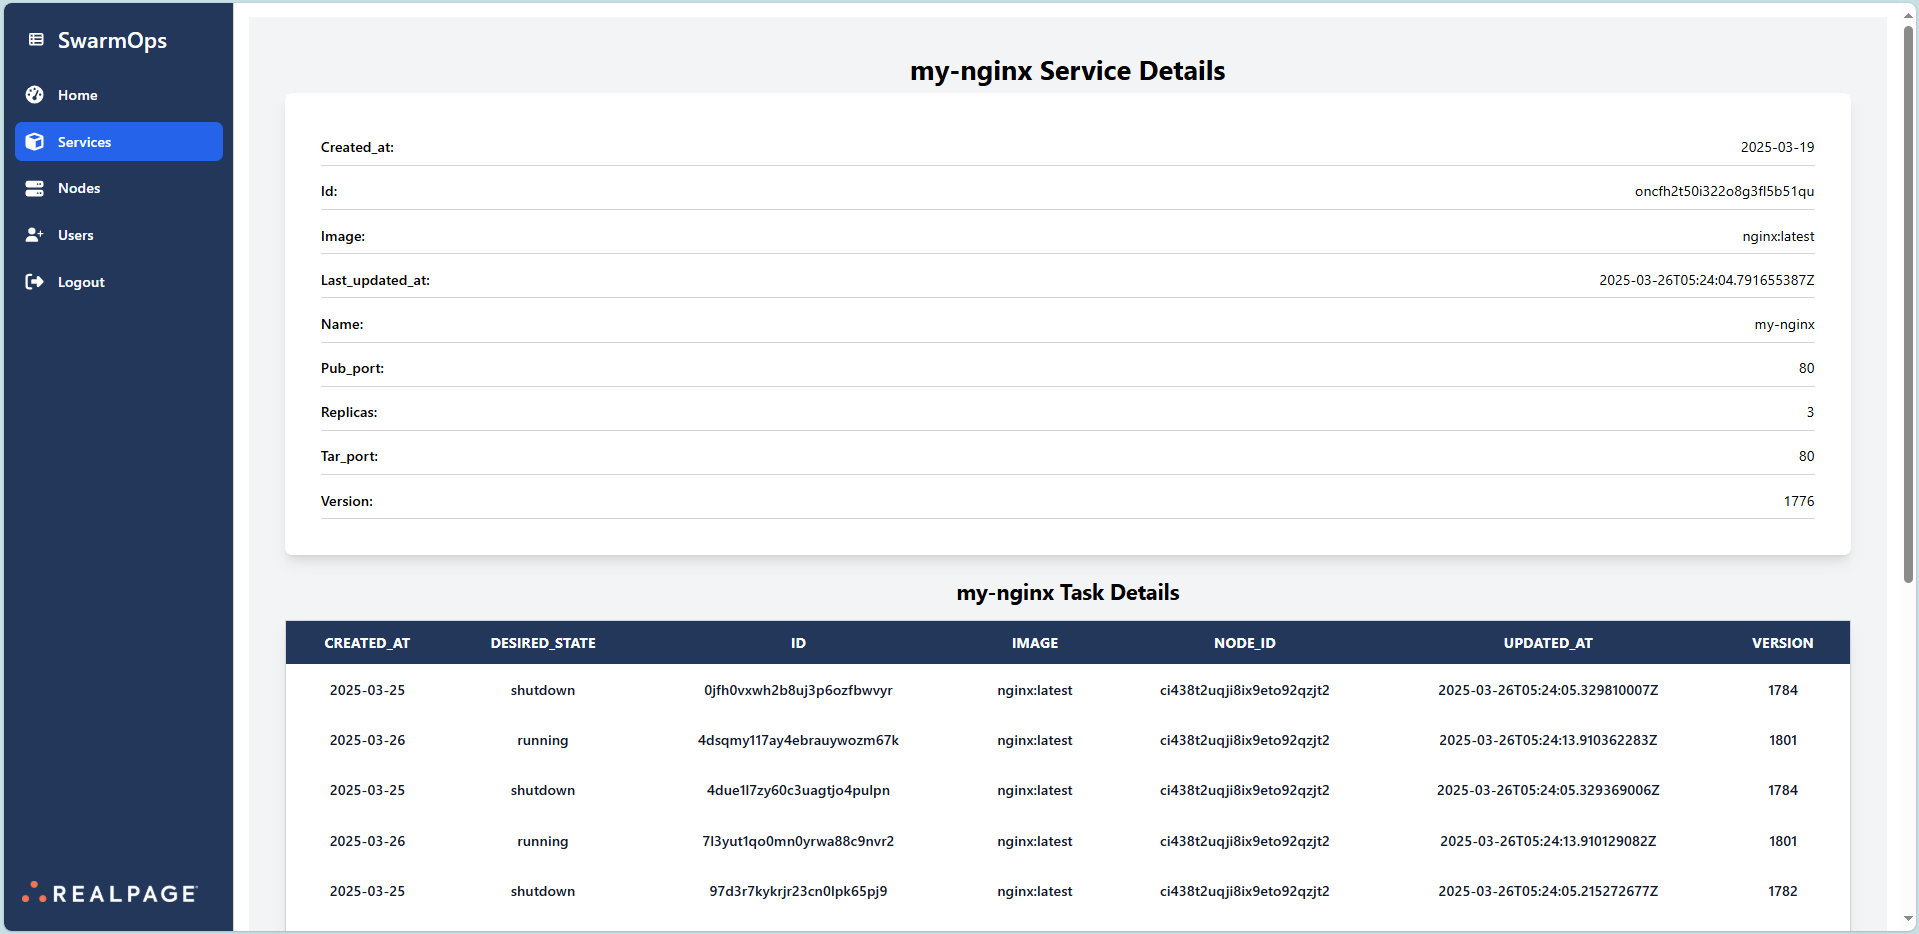 SwarmOps
Home
Services
Nodes
Users
Logout
REALPAGE
my-nginx Service Details
Created_at: 2025-03-19
Id: oncfh2t50i322o8g3fl5b51qu
Image: nginx:latest
Last_updated_at: 2025-03-26T05:24:04.791655387Z
Name: my-nginx
Pub_port: 80
Replicas: 3
Tar_port: 80
Version: 1776
my-nginx Task Details
CREATED_AT DESIRED_STATE ID IMAGE NODE_ID UPDATED_AT VERSION
2025-03-25 shutdown 0jfh0vxwh2b8uj3p6ozfbwvyr nginx:latest ci438t2uqji8ix9eto92qzjt2 2025-03-26T05:24:05.329810007Z 1784
2025-03-26 running 4dsqmy117ay4ebrauywozm67k nginx:latest ci438t2uqji8ix9eto92qzjt2 2025-03-26T05:24:13.910362283Z 1801
2025-03-25 shutdown 4due1l7zy60c3uagtjo4pulpn nginx:latest ci438t2uqji8ix9eto92qzjt2 2025-03-26T05:24:05.329369006Z 1784
2025-03-26 running 7l3yut1qo0mn0yrwa88c9nvr2 nginx:latest ci438t2uqji8ix9eto92qzjt2 2025-03-26T05:24:13.910129082Z 1801
2025-03-25 shutdown 97d3r7kykrjr23cn0lpk65pj9 nginx:latest ci438t2uqji8ix9eto92qzjt2 2025-03-26T05:24:05.215272677Z 1782